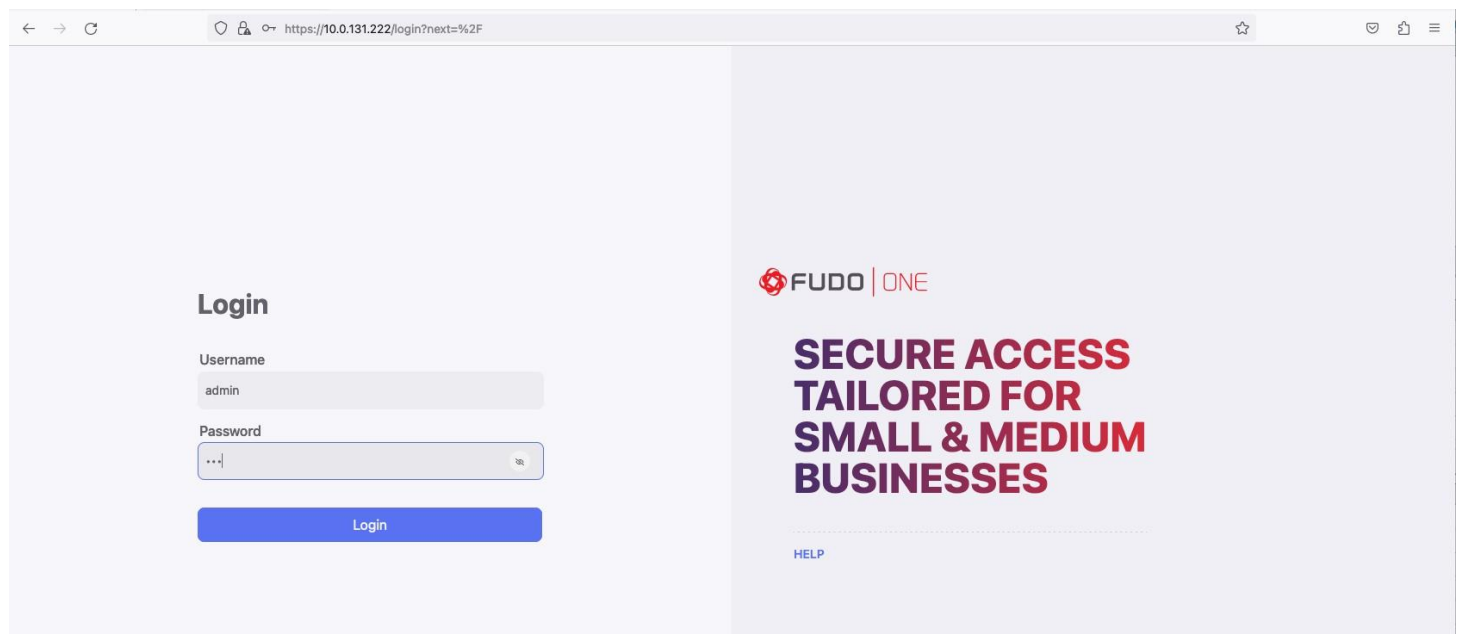 https://10.0.131.222/login?next=%2F
Login
Username
admin
Password
•••
Login
FUDO | ONE
SECURE ACCESS
TAILORED FOR
SMALL & MEDIUM
BUSINESSES
HELP